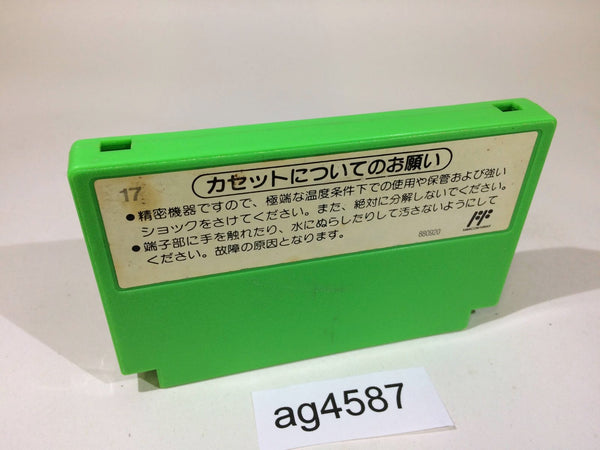 カセットについてのお願い
17
●精密機器ですので、極端な温度条件下での使用や保管および強い
ショックをさけてください。また、絶対に分解しないでください。
●端子部に手を触れたり、水にぬらしたりして汚さないようにして
ください。故障の原因となります。
880920
ag4587